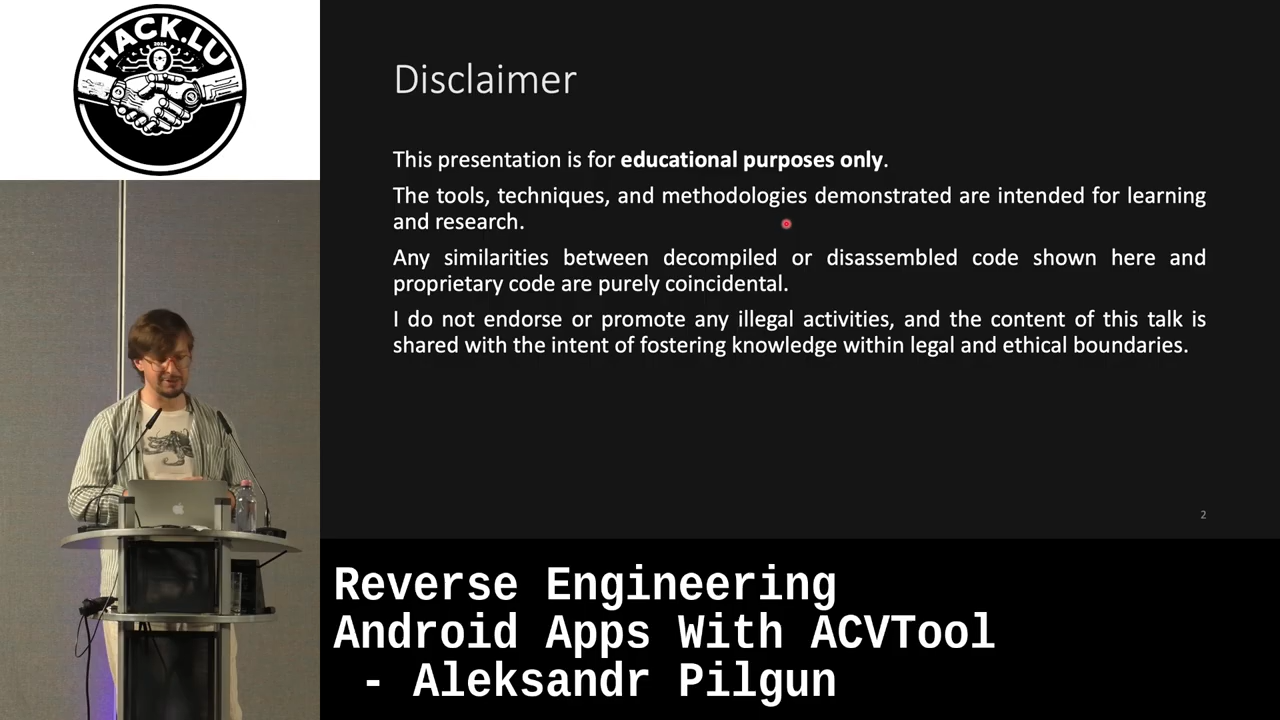 HACK.LU
2024
Disclaimer
This presentation is for educational purposes only.
The tools, techniques, and methodologies demonstrated are intended for learning
and research.
Any similarities between decompiled or disassembled code shown here and
proprietary code are purely coincidental.
I do not endorse or promote any illegal activities, and the content of this talk is
shared with the intent of fostering knowledge within legal and ethical boundaries.
2
Reverse Engineering
Android Apps With ACVTool
- Aleksandr Pilgun